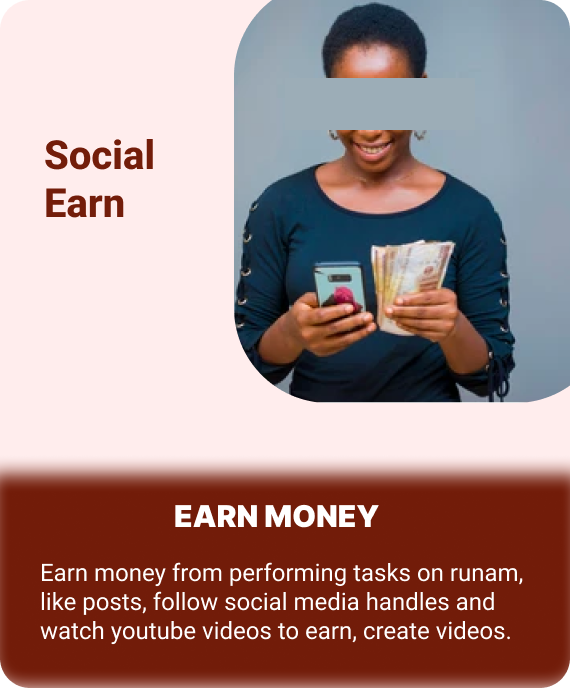 Social
Earn
EARN MONEY
Earn money from performing tasks on runam,
like posts, follow social media handles and
watch youtube videos to earn, create videos.